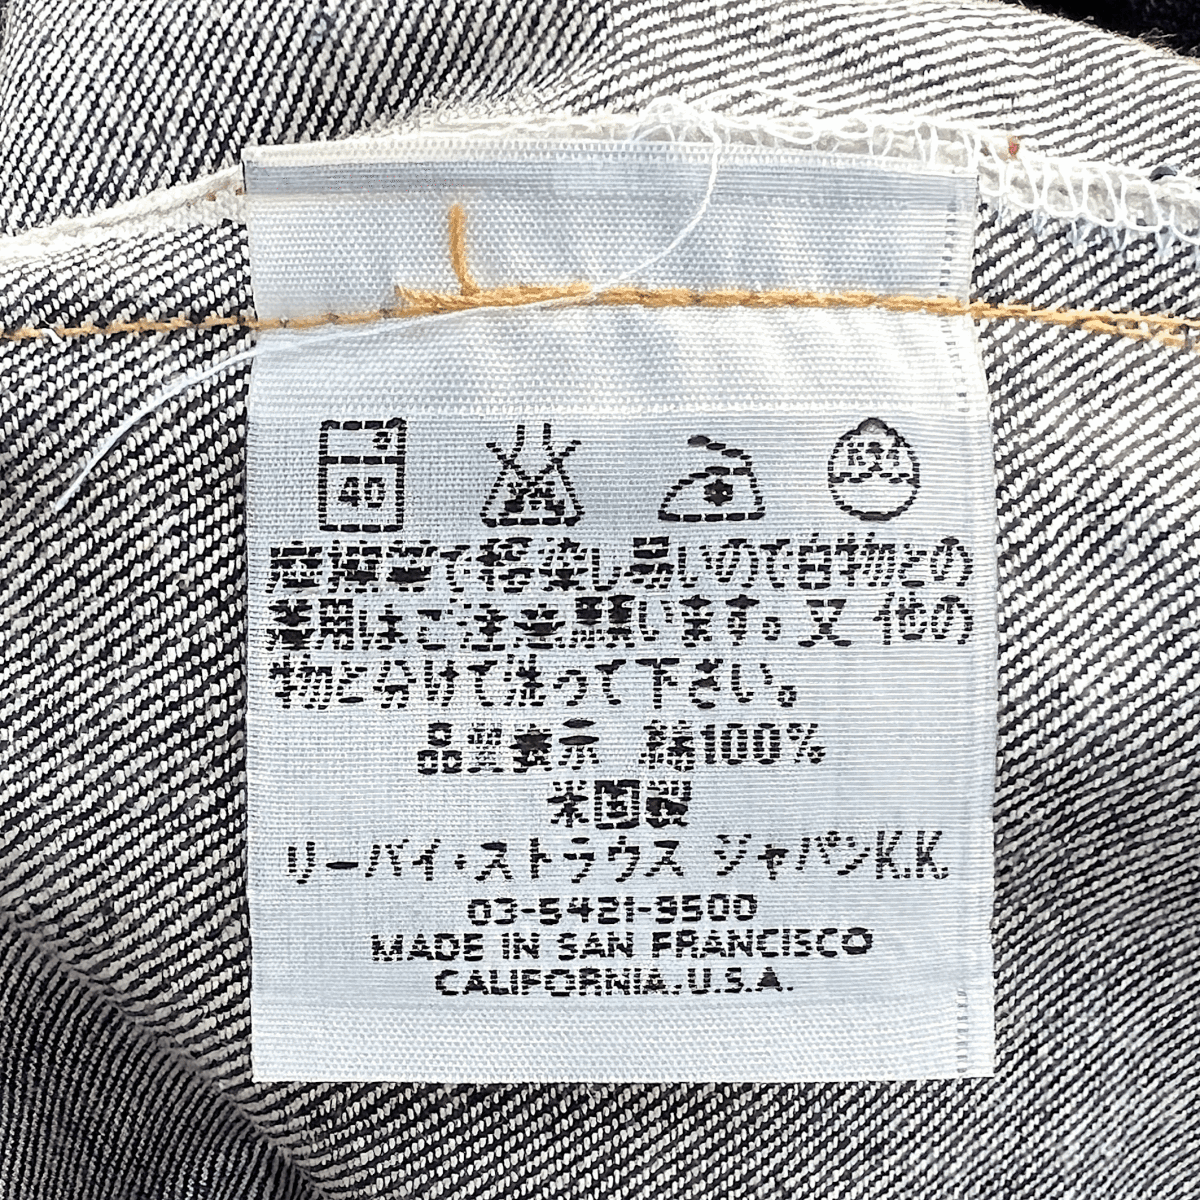 40
摩擦等で移染し易いので白物との
着用はご注意願います。又 他の
物と分けて洗って下さい。
品質表示 綿100%
米国製
リーバイ・ストラウス ジャパンK.K.
03-5421-9500
MADE IN SAN FRANCISCO
CALIFORNIA.U.S.A.